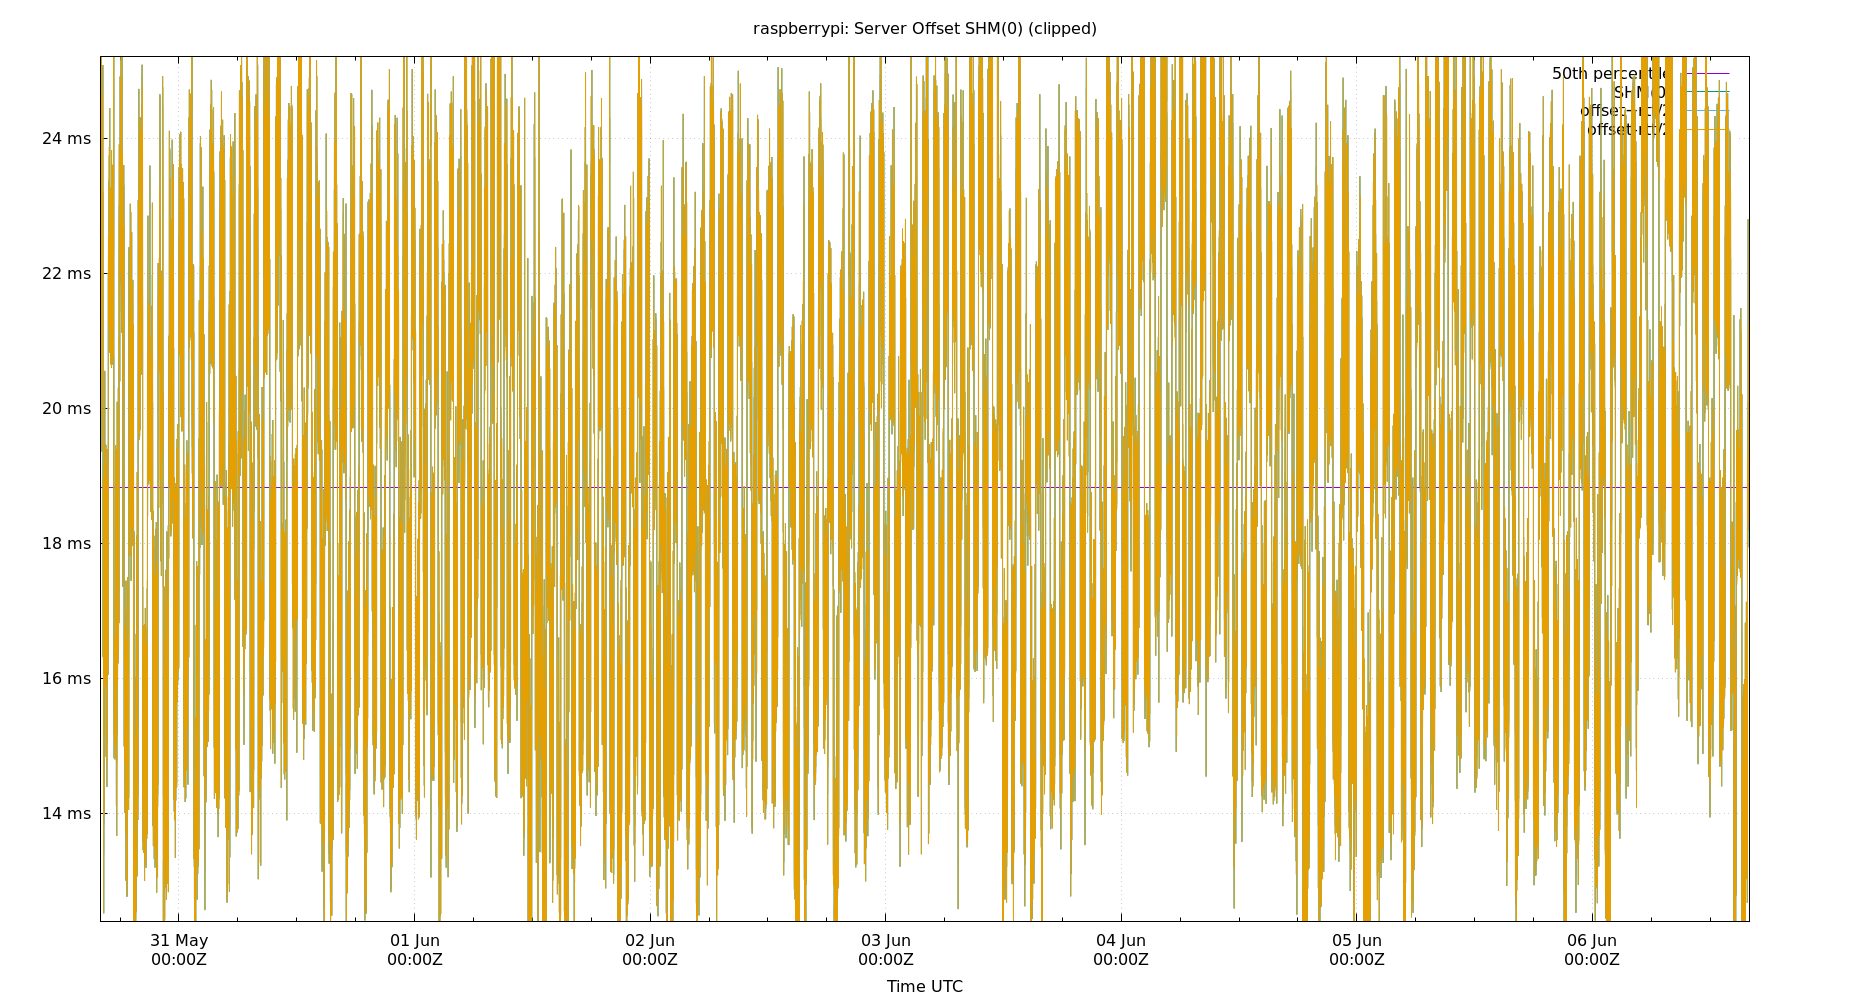 raspberrypi: Server Offset SHM(0) (clipped)
50th percentile
SHM(0)
24 ms
22 ms
20 ms
18 ms
16 ms
14 ms
31 May
00:00Z
01 Jun
00:00Z
02 Jun
00:00Z
03 Jun
00:00Z
04 Jun
00:00Z
05 Jun
00:00Z
06 Jun
00:00Z
Time UTC